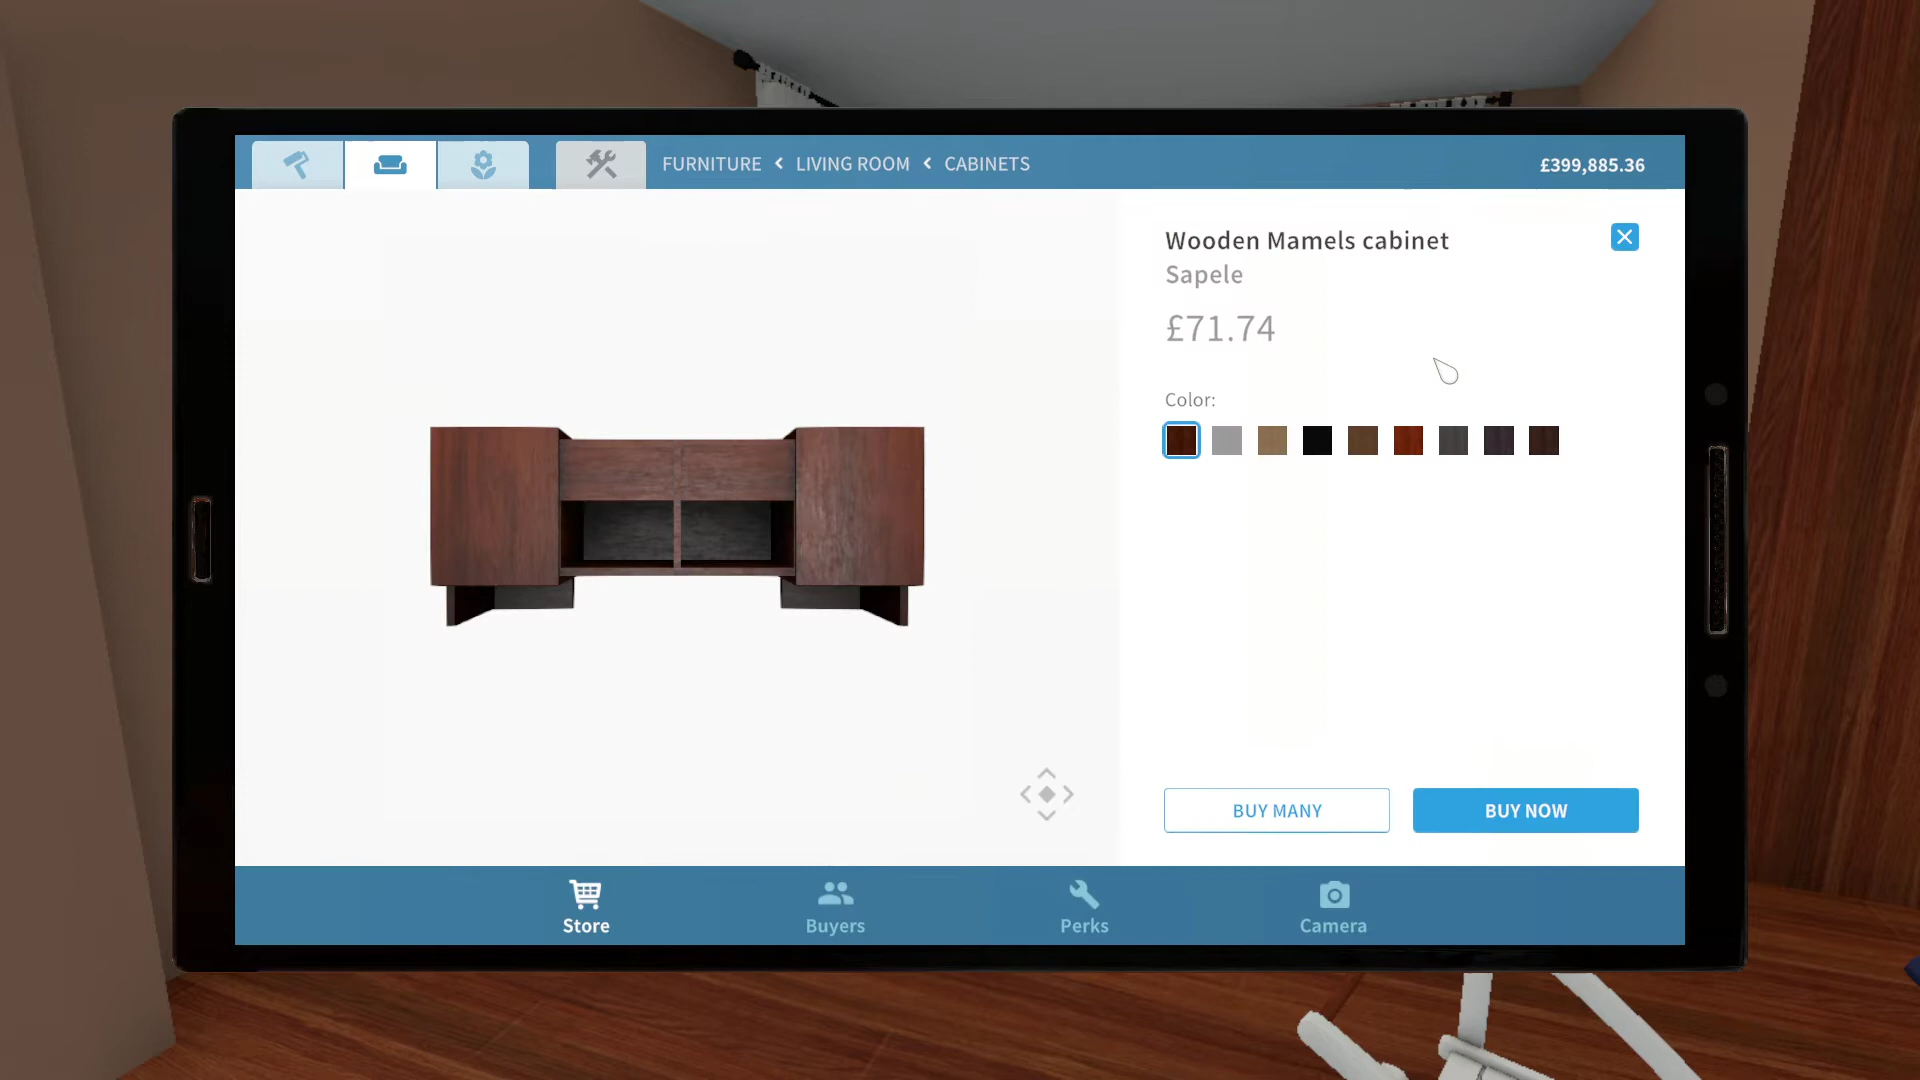 FURNITURE < LIVING ROOM < CABINETS
£399,885.36
Wooden Mamels cabinet
Sapele
£71.74
Color:
BUY MANY
BUY NOW
Store
Buyers
Perks
Camera